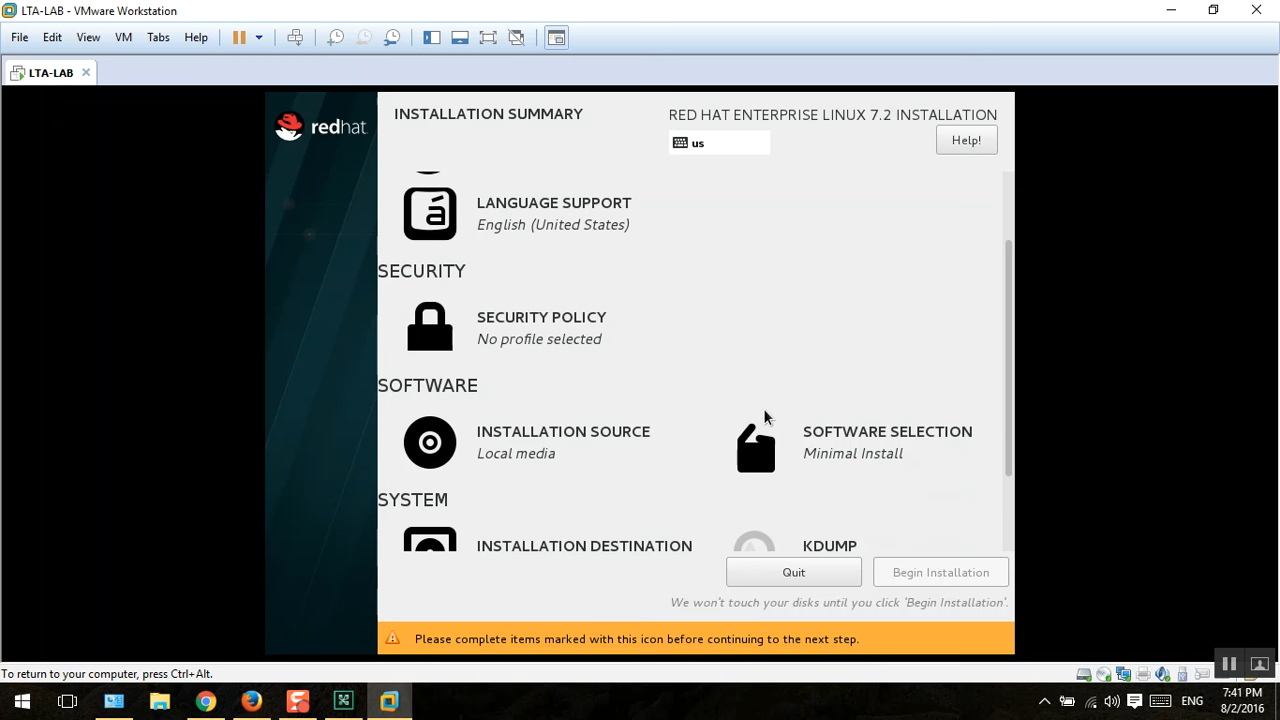 LTA-LAB - VMware Workstation
File Edit View VM Tabs Help
LTA-LAB
redhat
INSTALLATION SUMMARY
RED HAT ENTERPRISE LINUX 7.2 INSTALLATION
us
Help!
á
LANGUAGE SUPPORT
English (United States)
SECURITY
SECURITY POLICY
No profile selected
SOFTWARE
INSTALLATION SOURCE
Local media
SOFTWARE SELECTION
Minimal Install
SYSTEM
INSTALLATION DESTINATION
KDUMP
Quit
Begin Installation
We won't touch your disks until you click 'Begin Installation'.
Please complete items marked with this icon before continuing to the next step.
To return to your computer, press Ctrl+Alt.
ENG
7:41 PM
8/2/2016